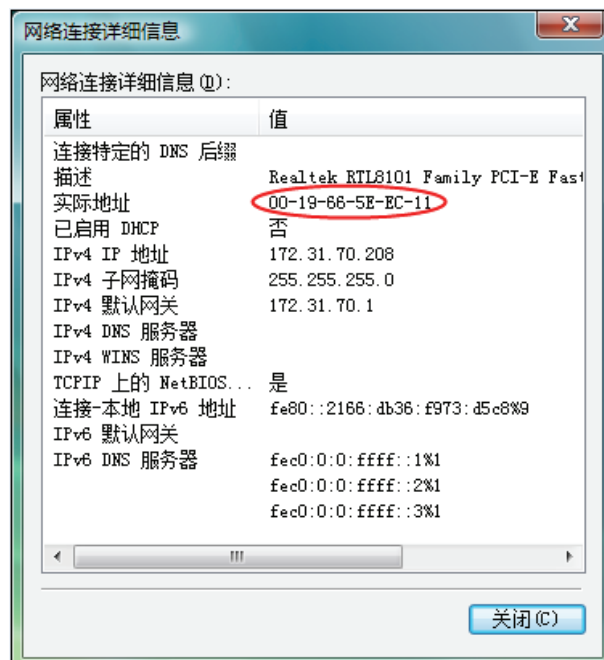 网络连接详细信息
网络连接详细信息(D):
属性 值
连接特定的 DNS 后缀
描述 Realtek RTL8101 Family PCI-E Fast
实际地址 00-19-66-5E-EC-11
已启用 DHCP 否
IPv4 IP 地址 172.31.70.208
IPv4 子网掩码 255.255.255.0
IPv4 默认网关 172.31.70.1
IPv4 DNS 服务器
IPv4 WINS 服务器
TCPIP 上的 NetBIOS... 是
连接-本地 IPv6 地址 fe80::2166:db36:f973:d5c8%9
IPv6 默认网关
IPv6 DNS 服务器 fec0:0:0:ffff::1%1
fec0:0:0:ffff::2%1
fec0:0:0:ffff::3%1
关闭(C)